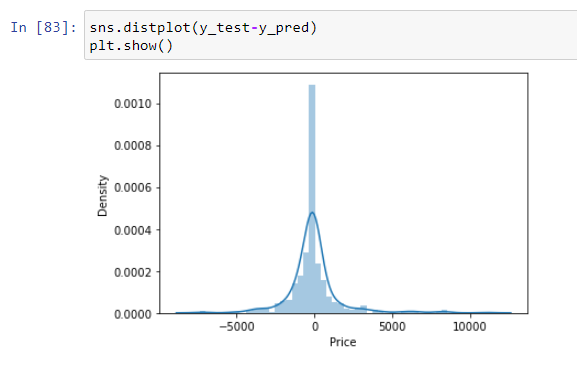 In [83]: sns.distplot(y_test-y_pred)
plt.show()
0.0010
0.0008
0.0006
0.0004
0.0002
0.0000
Density
−5000 0 5000 10000
Price